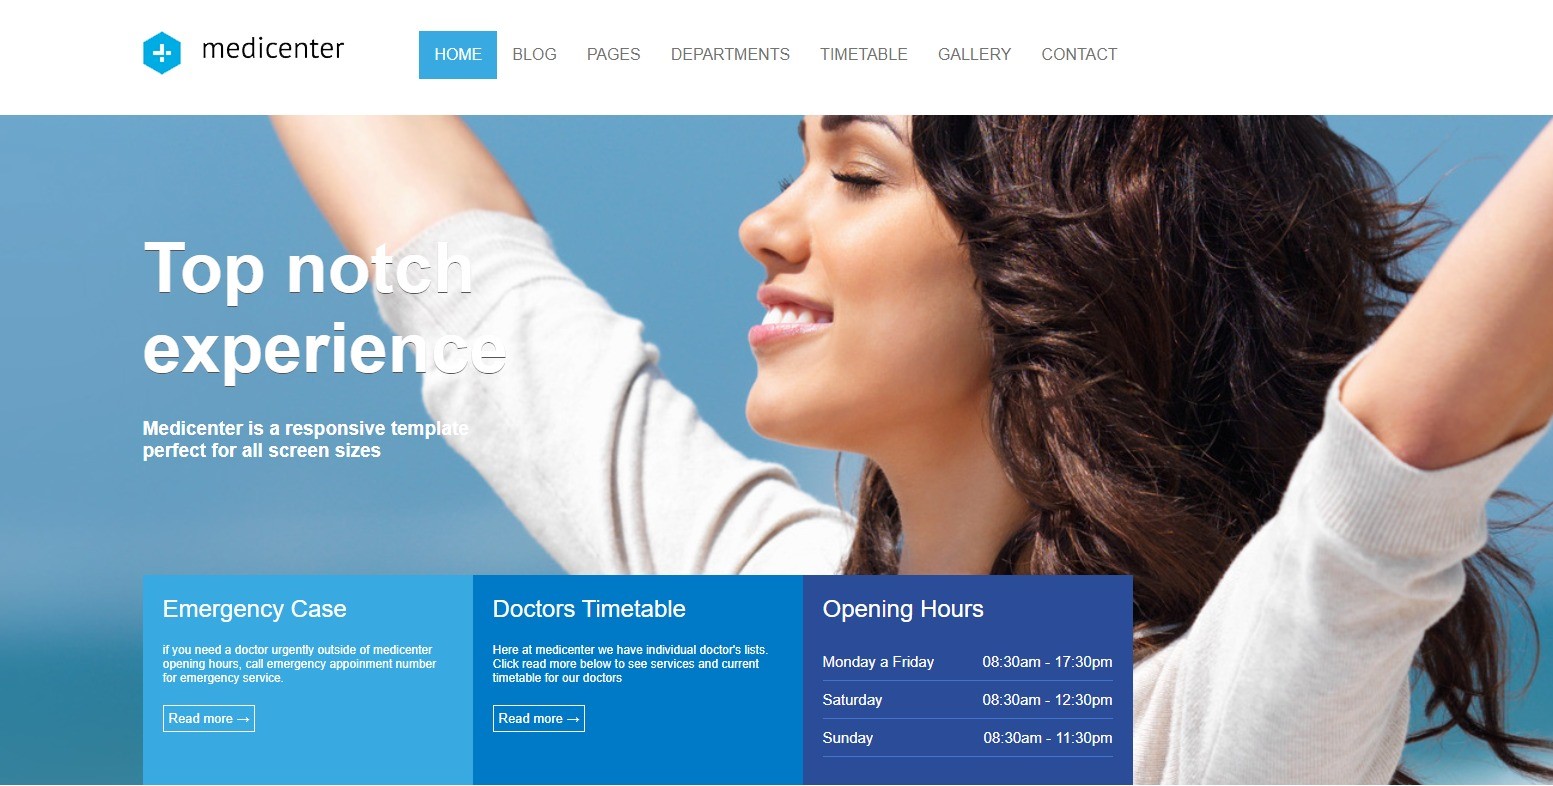 medicenter
HOME BLOG PAGES DEPARTMENTS TIMETABLE GALLERY CONTACT
Top notch
experience
Medicenter is a responsive template
perfect for all screen sizes
Emergency Case
if you need a doctor urgently outside of medicenter
opening hours, call emergency appoinment number
for emergency service.
Read more →
Doctors Timetable
Here at medicenter we have individual doctor's lists.
Click read more below to see services and current
timetable for our doctors
Read more →
Opening Hours
Monday a Friday 08:30am - 17:30pm
Saturday 08:30am - 12:30pm
Sunday 08:30am - 11:30pm